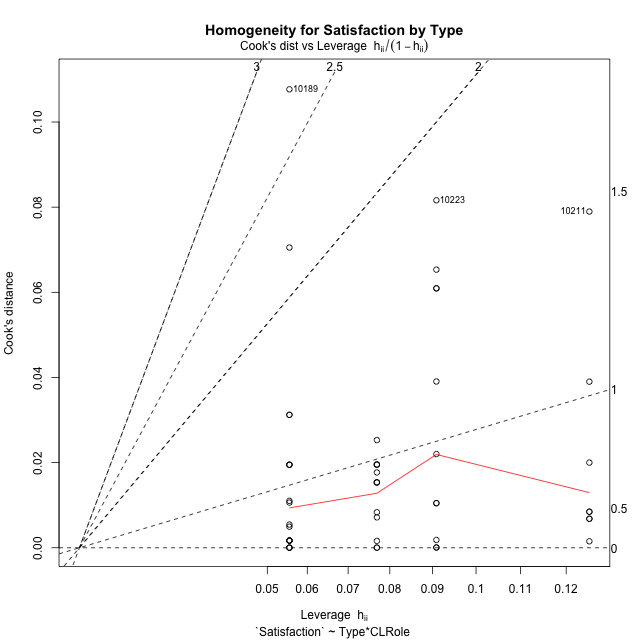 Homogeneity for Satisfaction by Type
Cook's dist vs Leverage hii/(1 − hii)
3
2.5
2
10189
0.10
1.5
10223
10211
0.08
0.06
Cook's distance
0.04
1
0.02
0.5
0.00
0
0.05 0.06 0.07 0.08 0.09 0.1 0.11 0.12
Leverage hii
`Satisfaction` ~ Type*CLRole